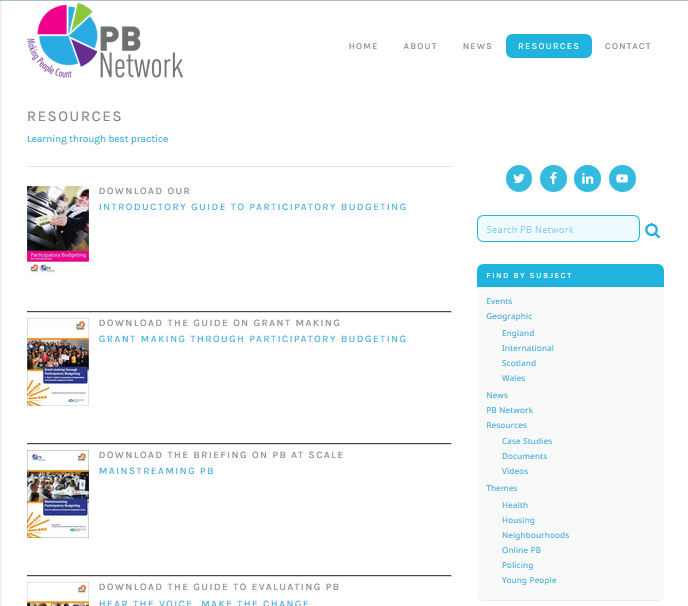 PB
Network
Making People Count
HOME ABOUT NEWS RESOURCES CONTACT
RESOURCES
Learning through best practice
DOWNLOAD OUR
INTRODUCTORY GUIDE TO PARTICIPATORY BUDGETING
Participatory Budgeting
DOWNLOAD THE GUIDE ON GRANT MAKING
GRANT MAKING THROUGH PARTICIPATORY BUDGETING
Grant making through
Participatory Budgeting
DOWNLOAD THE BRIEFING ON PB AT SCALE
MAINSTREAMING PB
Mainstreaming
Participatory Budgeting
DOWNLOAD THE GUIDE TO EVALUATING PB
HEAR THE VOICE, MAKE THE CHANGE
Search PB Network
FIND BY SUBJECT
Events
Geographic
England
International
Scotland
Wales
News
PB Network
Resources
Case Studies
Documents
Videos
Themes
Health
Housing
Neighbourhoods
Online PB
Policing
Young People